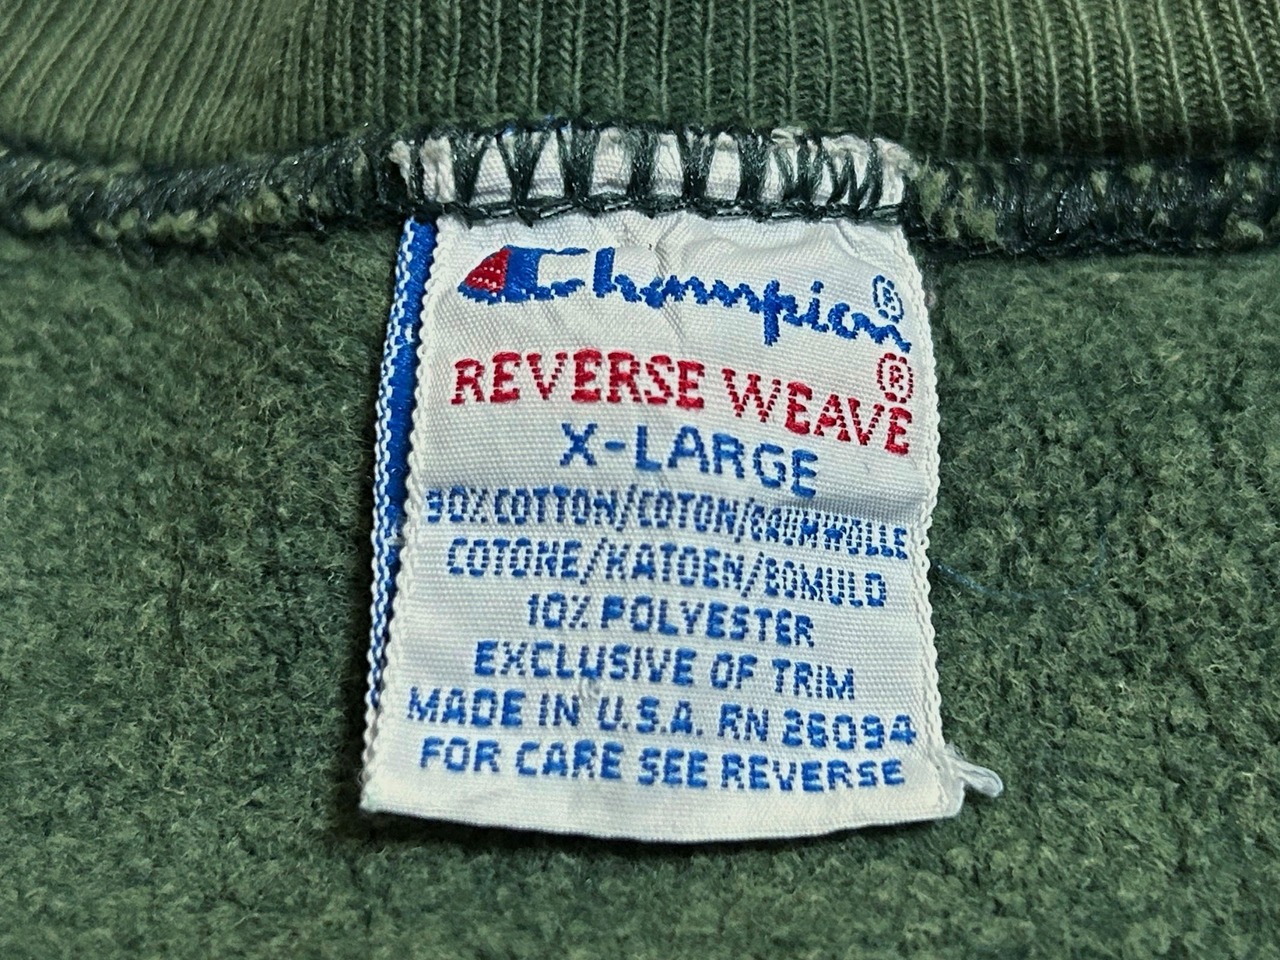 Champion®
REVERSE WEAVE®
X-LARGE
90% COTTON/COTON/BAUMWOLLE
COTONE/KATOEN/BOMULD
10% POLYESTER
EXCLUSIVE OF TRIM
MADE IN U.S.A. RN 26094
FOR CARE SEE REVERSE